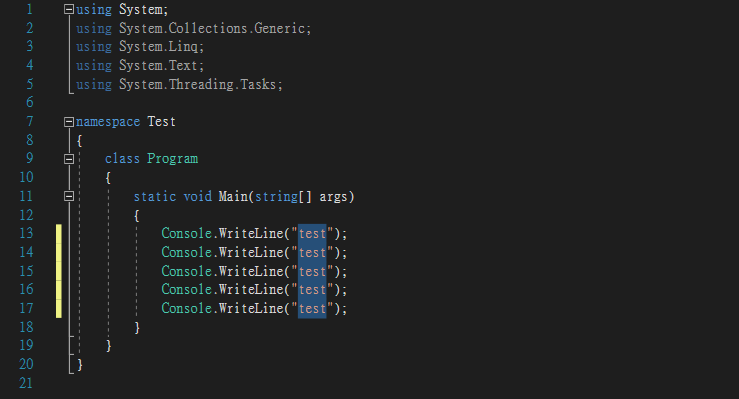 1 using System;
2 using System.Collections.Generic;
3 using System.Linq;
4 using System.Text;
5 using System.Threading.Tasks;
6
7 namespace Test
8 {
9     class Program
10     {
11         static void Main(string[] args)
12         {
13             Console.WriteLine("test");
14             Console.WriteLine("test");
15             Console.WriteLine("test");
16             Console.WriteLine("test");
17             Console.WriteLine("test");
18         }
19     }
20 }
21